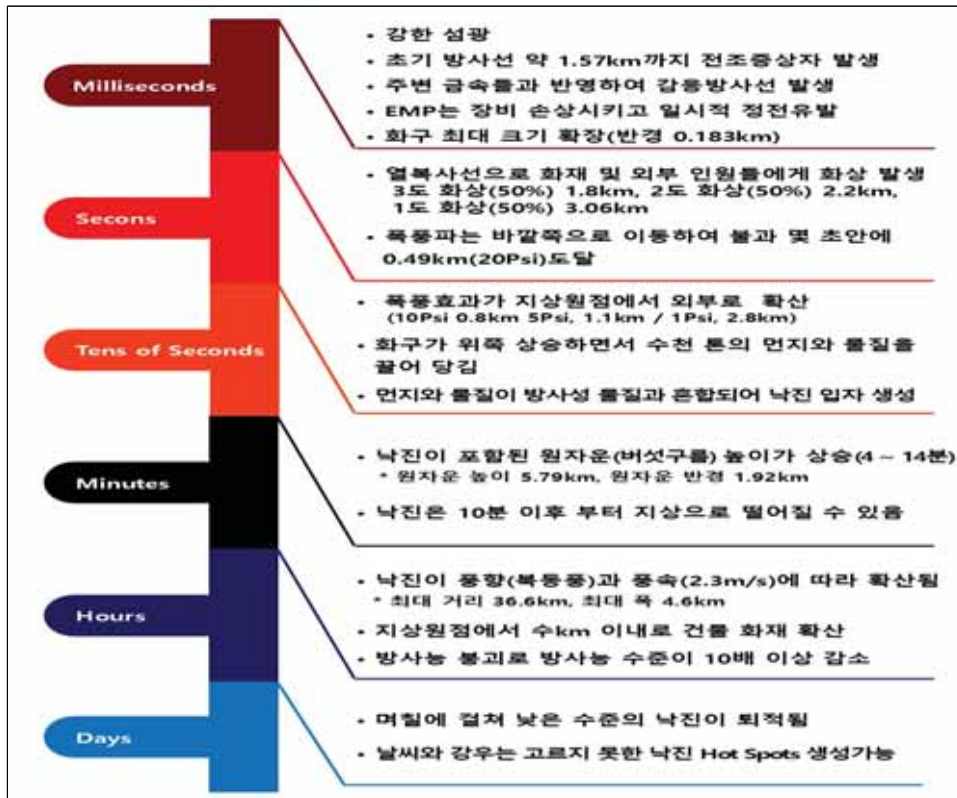 Milliseconds
• 강한 섬광
• 초기 방사선 약 1.57km까지 전조증상자 발생
• 주변 금속들과 반영하여 감응방사선 발생
• EMP는 장비 손상시키고 일시적 정전유발
• 화구 최대 크기 확장(반경 0.183km)
Secons
• 열복사선으로 화재 및 외부 인원들에게 화상 발생
3도 화상(50%) 1.8km, 2도 화상(50%) 2.2km,
1도 화상(50%) 3.06km
• 폭풍파는 바깥쪽으로 이동하여 불과 몇 초안에
0.49km(20Psi)도달
Tens of Seconds
• 폭풍효과가 지상원점에서 외부로 확산
(10Psi 0.8km 5Psi, 1.1km / 1Psi, 2.8km)
• 화구가 위쪽 상승하면서 수천 톤의 먼지와 물질을
끌어 당김
• 먼지와 물질이 방사성 물질과 혼합되어 낙진 입자 생성
Minutes
• 낙진이 포함된 원자운(버섯구름) 높이가 상승(4 ~ 14분)
* 원자운 높이 5.79km, 원자운 반경 1.92km
• 낙진은 10분 이후 부터 지상으로 떨어질 수 있음
Hours
• 낙진이 풍향(북동풍)과 풍속(2.3m/s)에 따라 확산됨
* 최대 거리 36.6km, 최대 폭 4.6km
• 지상원점에서 수km 이내로 건물 화재 확산
• 방사능 붕괴로 방사능 수준이 10배 이상 감소
Days
• 며칠에 걸쳐 낮은 수준의 낙진이 퇴적됨
• 날씨와 강우는 고르지 못한 낙진 Hot Spots 생성가능